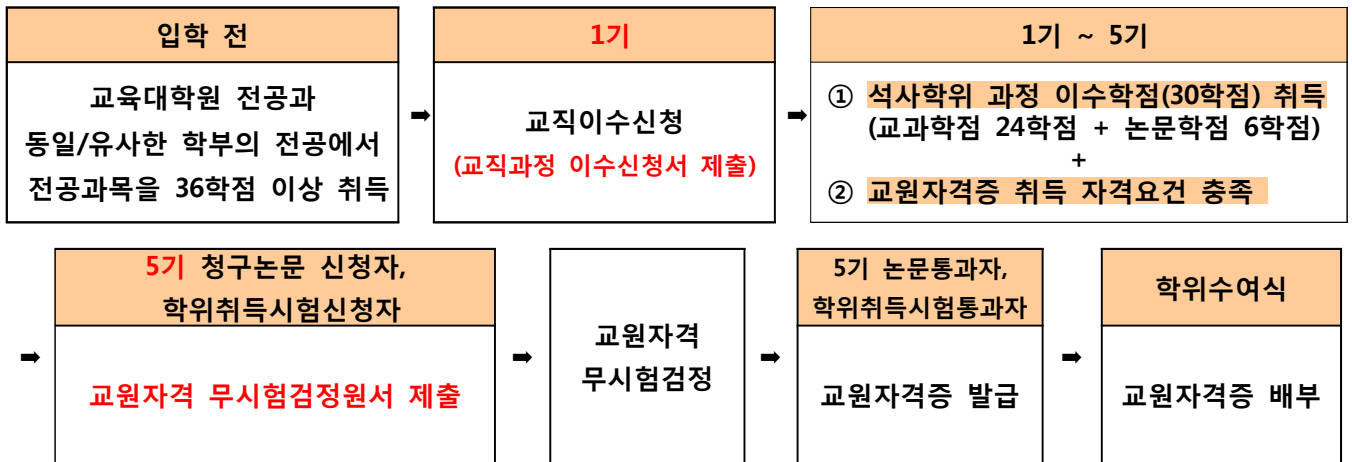 입학 전
교육대학원 전공과
동일/유사한 학부의 전공에서
전공과목을 36학점 이상 취득
➡
1기
교직이수신청
(교직과정 이수신청서 제출)
➡
1기 ~ 5기
① 석사학위 과정 이수학점(30학점) 취득
(교과학점 24학점 + 논문학점 6학점)
+
② 교원자격증 취득 자격요건 충족
➡
5기 청구논문 신청자,
학위취득시험신청자
교원자격 무시험검정원서 제출
➡
교원자격
무시험검정
➡
5기 논문통과자,
학위취득시험통과자
교원자격증 발급
➡
학위수여식
교원자격증 배부